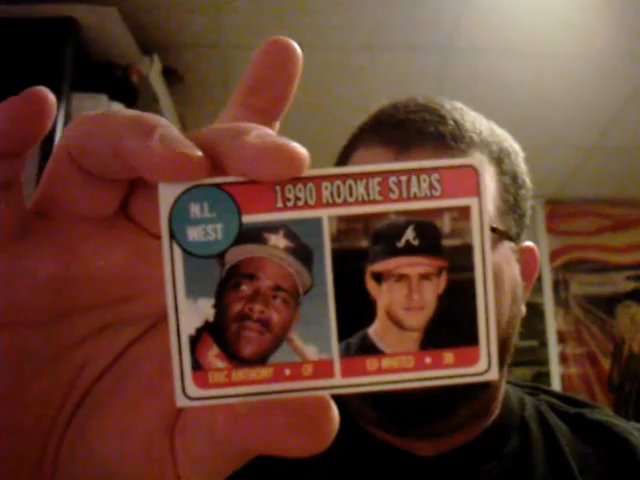 1990 ROOKIE STARS
N.L.
WEST
ERIC ANTHONY • OF
ED WHITED • 3B